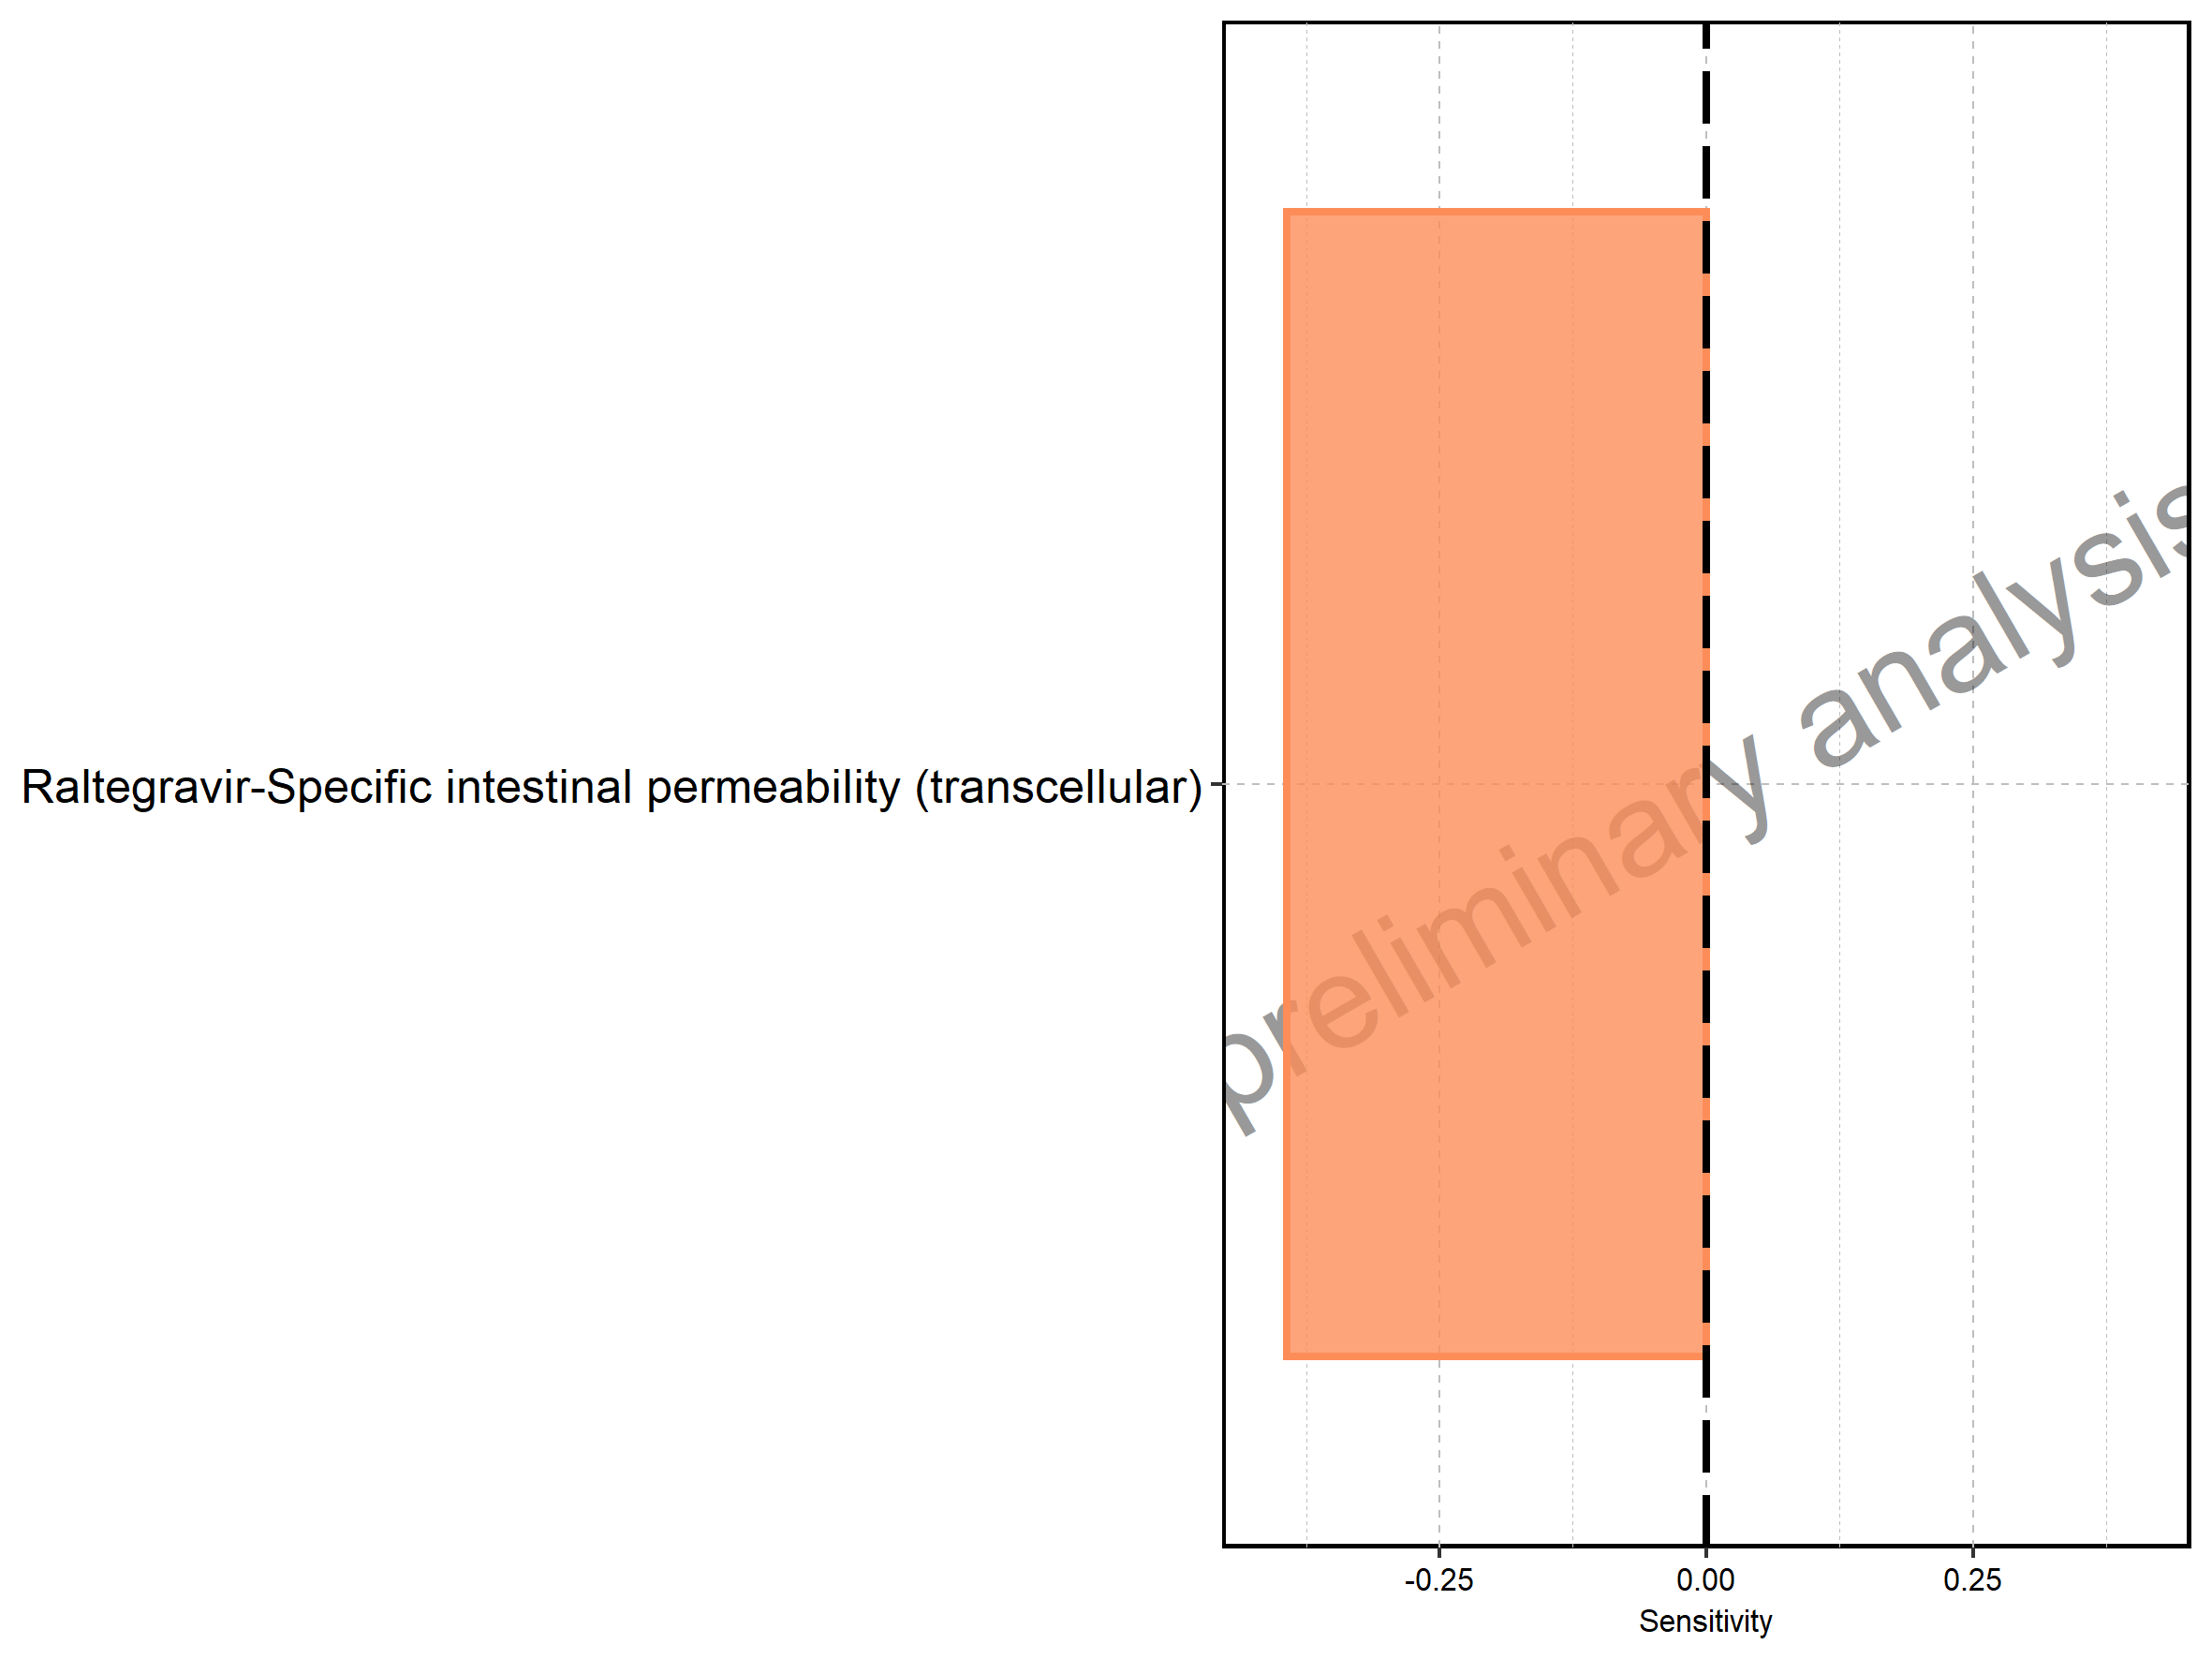 Raltegravir-Specific intestinal permeability (transcellular)
preliminary analysis
-0.25 0.00 0.25
Sensitivity